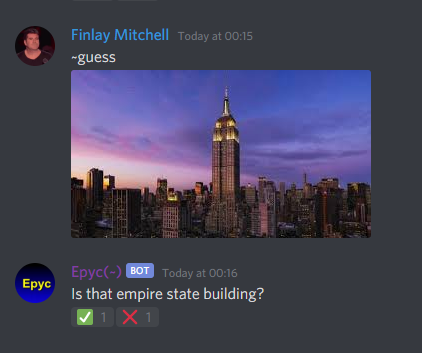 Finlay Mitchell Today at 00:15
~guess
Epyc(~) BOT Today at 00:16
Epyc
Is that empire state building?
✅ 1 ❌ 1